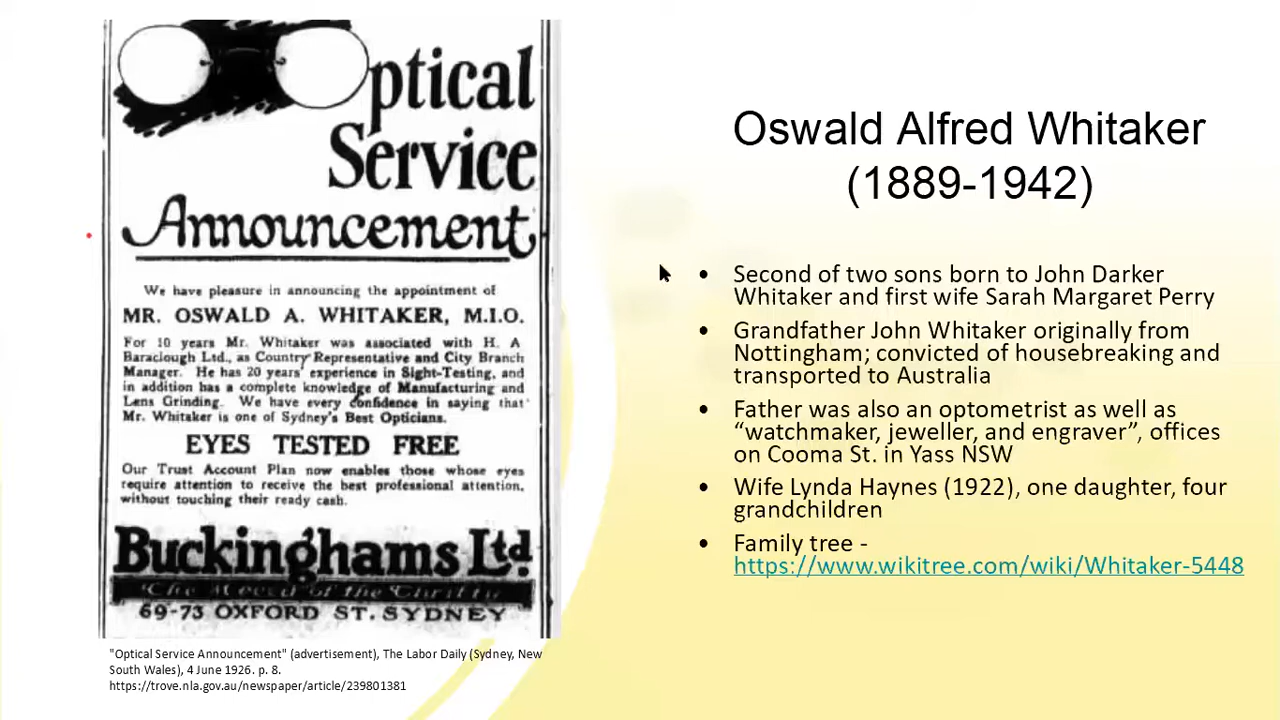 Optical
Service
Announcement
We have pleasure in announcing the appointment of
MR. OSWALD A. WHITAKER, M.I.O.
For 10 years Mr. Whitaker was associated with H. A
Baraclough Ltd., as Country Representative and City Branch
Manager. He has 20 years' experience in Sight-Testing, and
in addition has a complete knowledge of Manufacturing and
Lens Grinding. We have every confidence in saying that
Mr. Whitaker is one of Sydney's Best Opticians.
EYES TESTED FREE
Our Trust Account Plan now enables those whose eyes
require attention to receive the best professional attention,
without touching their ready cash.
Buckinghams Ltd.
The Mecca of the Thrifty
69-73 OXFORD ST. SYDNEY
"Optical Service Announcement" (advertisement), The Labor Daily (Sydney, New
South Wales), 4 June 1926. p. 8.
https://trove.nla.gov.au/newspaper/article/239801381
Oswald Alfred Whitaker
(1889-1942)
• Second of two sons born to John Darker
Whitaker and first wife Sarah Margaret Perry
• Grandfather John Whitaker originally from
Nottingham; convicted of housebreaking and
transported to Australia
• Father was also an optometrist as well as
“watchmaker, jeweller, and engraver”, offices
on Cooma St. in Yass NSW
• Wife Lynda Haynes (1922), one daughter, four
grandchildren
• Family tree -
https://www.wikitree.com/wiki/Whitaker-5448